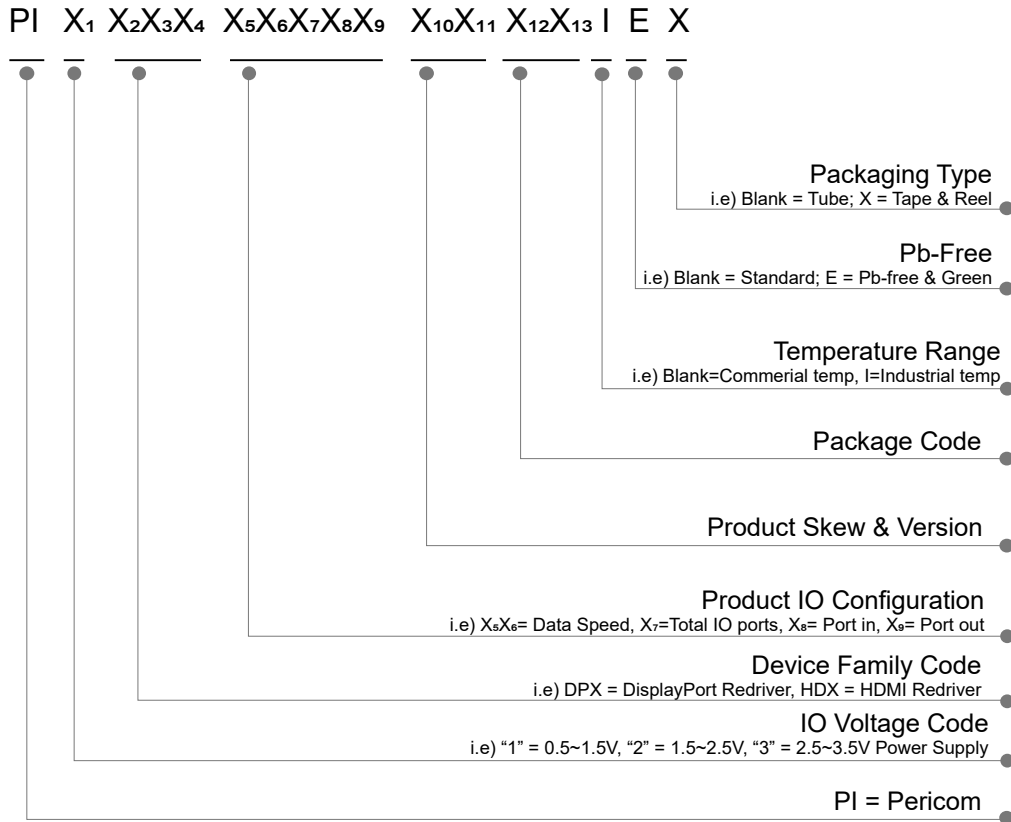 PI X₁ X₂X₃X₄ X₅X₆X₇X₈X₉ X₁₀X₁₁ X₁₂X₁₃ I E X
Packaging Type
i.e) Blank = Tube; X = Tape & Reel
Pb-Free
i.e) Blank = Standard; E = Pb-free & Green
Temperature Range
i.e) Blank=Commerial temp, I=Industrial temp
Package Code
Product Skew & Version
Product IO Configuration
i.e) X₅X₆= Data Speed, X₇=Total IO ports, X₈= Port in, X₉= Port out
Device Family Code
i.e) DPX = DisplayPort Redriver, HDX = HDMI Redriver
IO Voltage Code
i.e) “1” = 0.5~1.5V, “2” = 1.5~2.5V, “3” = 2.5~3.5V Power Supply
PI = Pericom